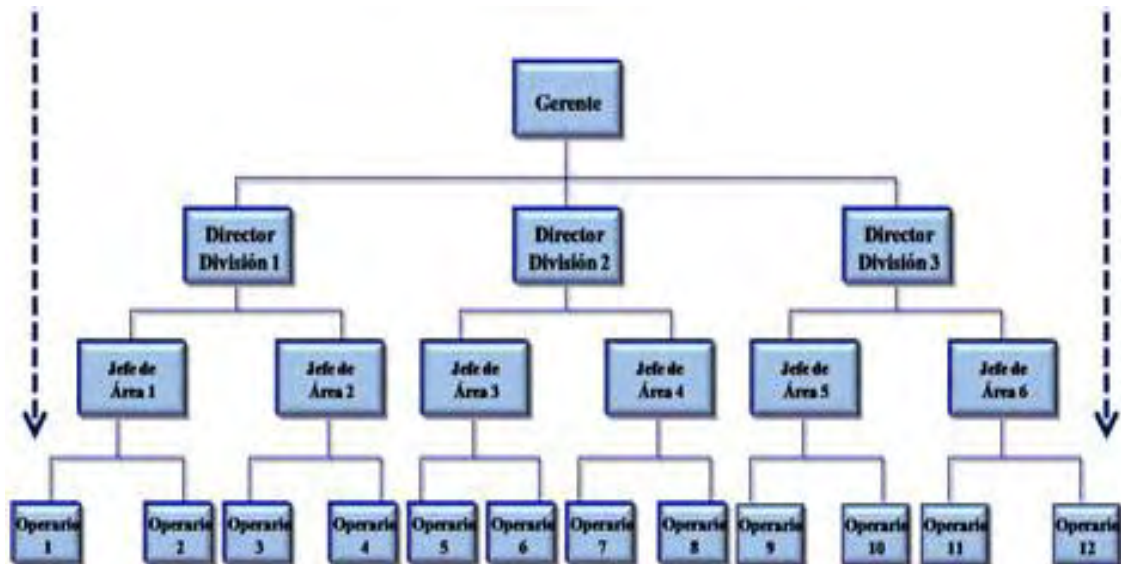 Gerente
Director
División 1
Director
División 2
Director
División 3
Jefe de
Área 1
Jefe de
Área 2
Jefe de
Área 3
Jefe de
Área 4
Jefe de
Área 5
Jefe de
Área 6
Operario
1
Operario
2
Operario
3
Operario
4
Operario
5
Operario
6
Operario
7
Operario
8
Operario
9
Operario
10
Operario
11
Operario
12